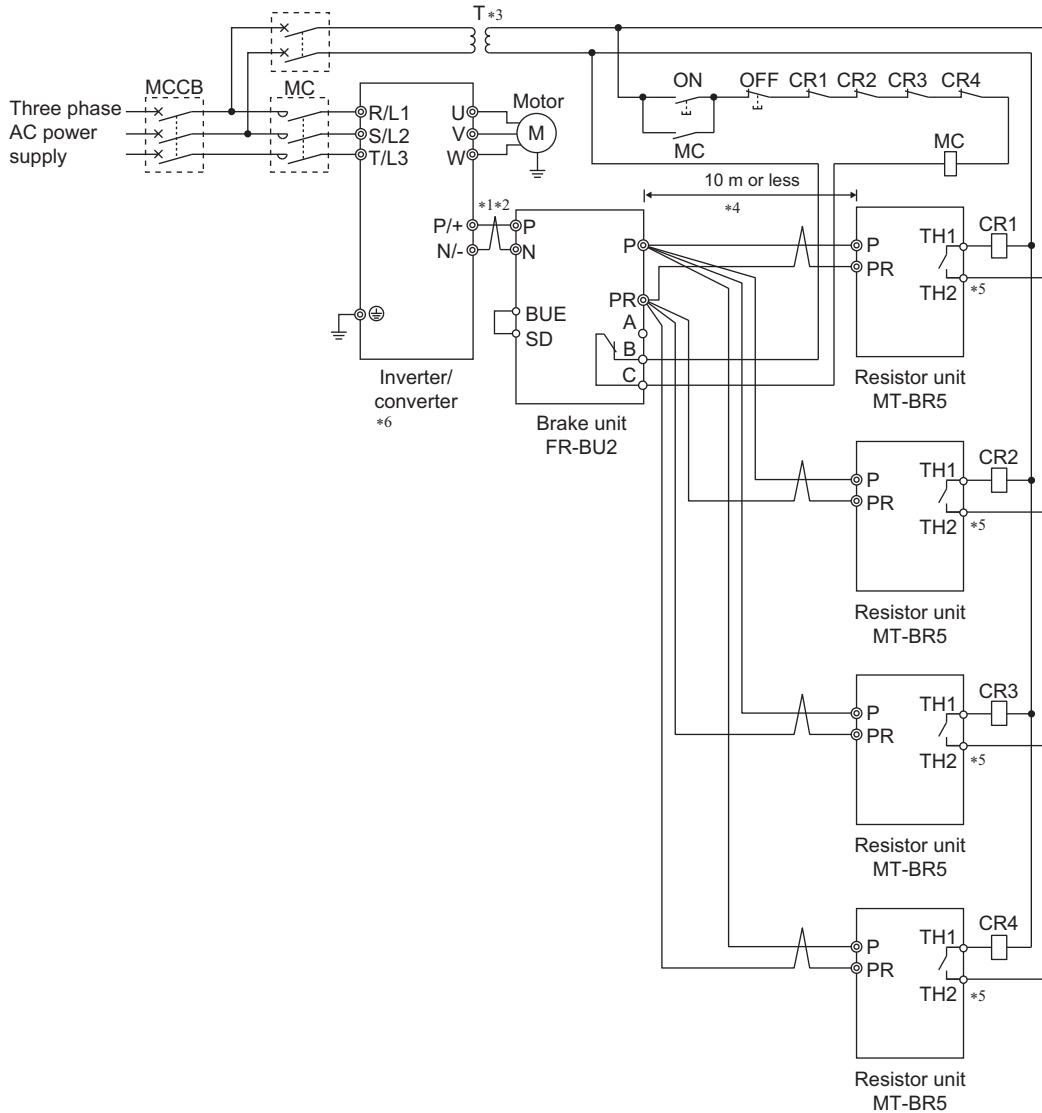 T *3
MCCB
MC
ON
OFF
CR1
CR2
CR3
CR4
Three phase
AC power
supply
R/L1
S/L2
T/L3
U
V
W
Motor
M
MC
MC
10 m or less
*4
P/+
N/-
*1*2
P
N
BUE
SD
P
PR
A
B
C
Inverter/
converter
*6
Brake unit
FR-BU2
P
PR
TH1
TH2
CR1
*5
Resistor unit
MT-BR5
P
PR
TH1
TH2
CR2
*5
Resistor unit
MT-BR5
P
PR
TH1
TH2
CR3
*5
Resistor unit
MT-BR5
P
PR
TH1
TH2
CR4
*5
Resistor unit
MT-BR5